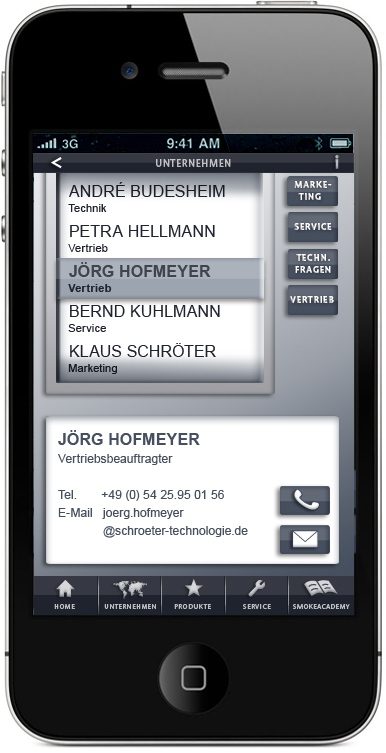 3G 9:41 AM
UNTERNEHMEN
ANDRÉ BUDESHEIM
Technik
PETRA HELLMANN
Vertrieb
JÖRG HOFMEYER
Vertrieb
BERND KUHLMANN
Service
KLAUS SCHRÖTER
Marketing
MARKE-
TING
SERVICE
TECHN.
FRAGEN
VERTRIEB
JÖRG HOFMEYER
Vertriebsbeauftragter
Tel. +49 (0) 54 25.95 01 56
E-Mail joerg.hofmeyer
@schroeter-technologie.de
HOME UNTERNEHMEN PRODUKTE SERVICE SMOKEACADEMY